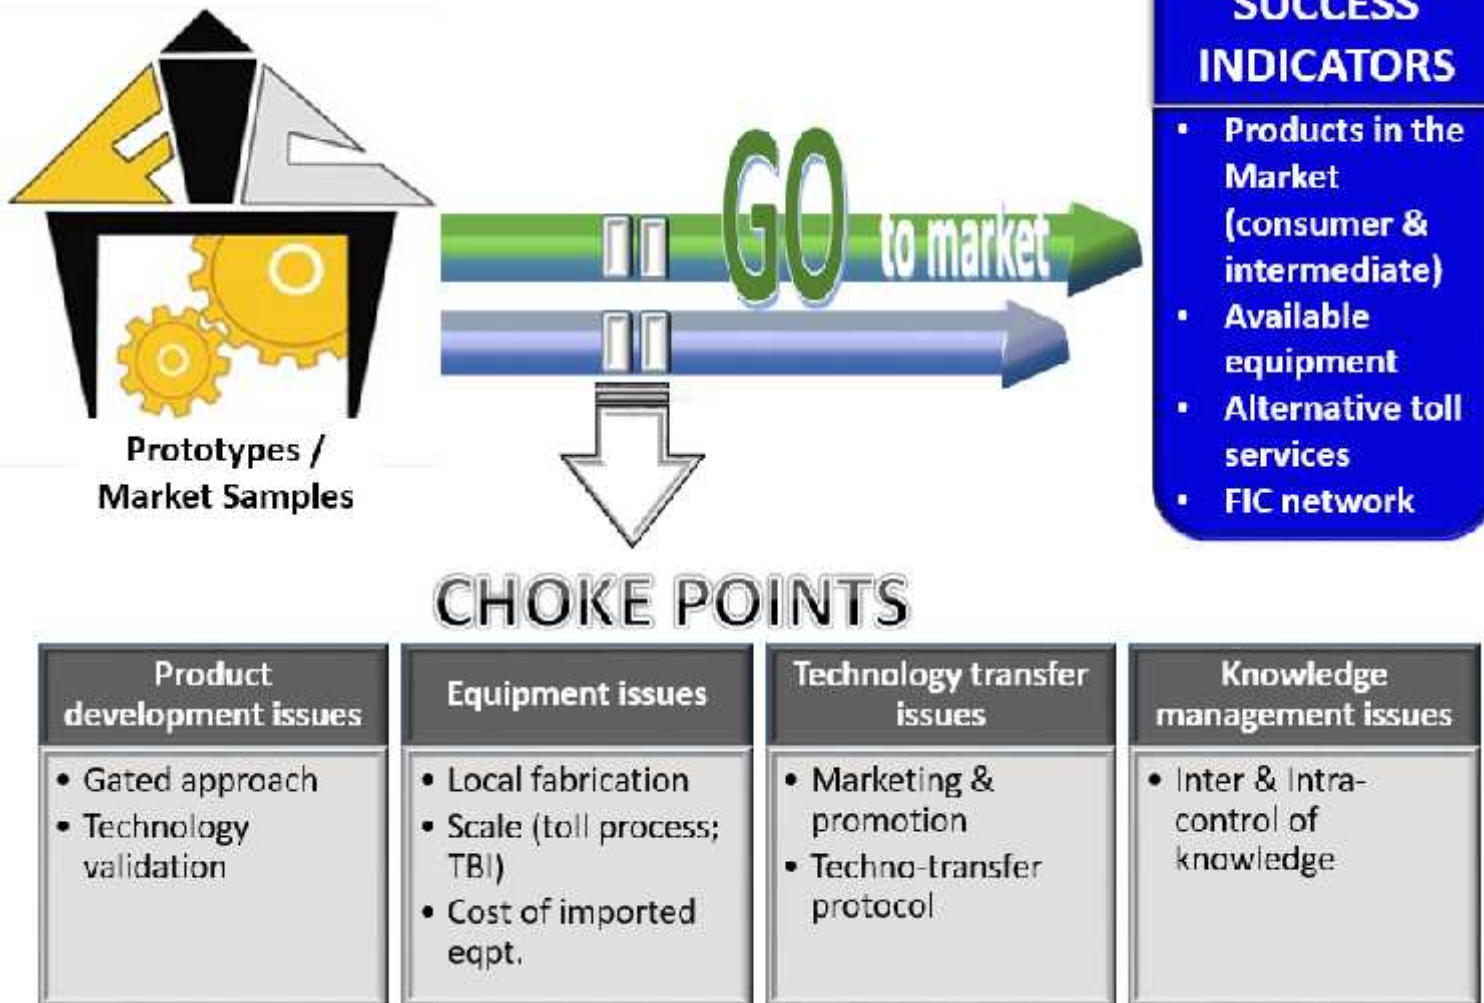 FIC
Prototypes /
Market Samples
GO to market
SUCCESS
INDICATORS
• Products in the
Market
(consumer &
intermediate)
• Available
equipment
• Alternative toll
services
• FIC network
CHOKE POINTS
Product
development issues
• Gated approach
• Technology
validation
Equipment issues
• Local fabrication
• Scale (toll process;
TBI)
• Cost of imported
eqpt.
Technology transfer
issues
• Marketing &
promotion
• Techno-transfer
protocol
Knowledge
management issues
• Inter & Intra-
control of
knowledge